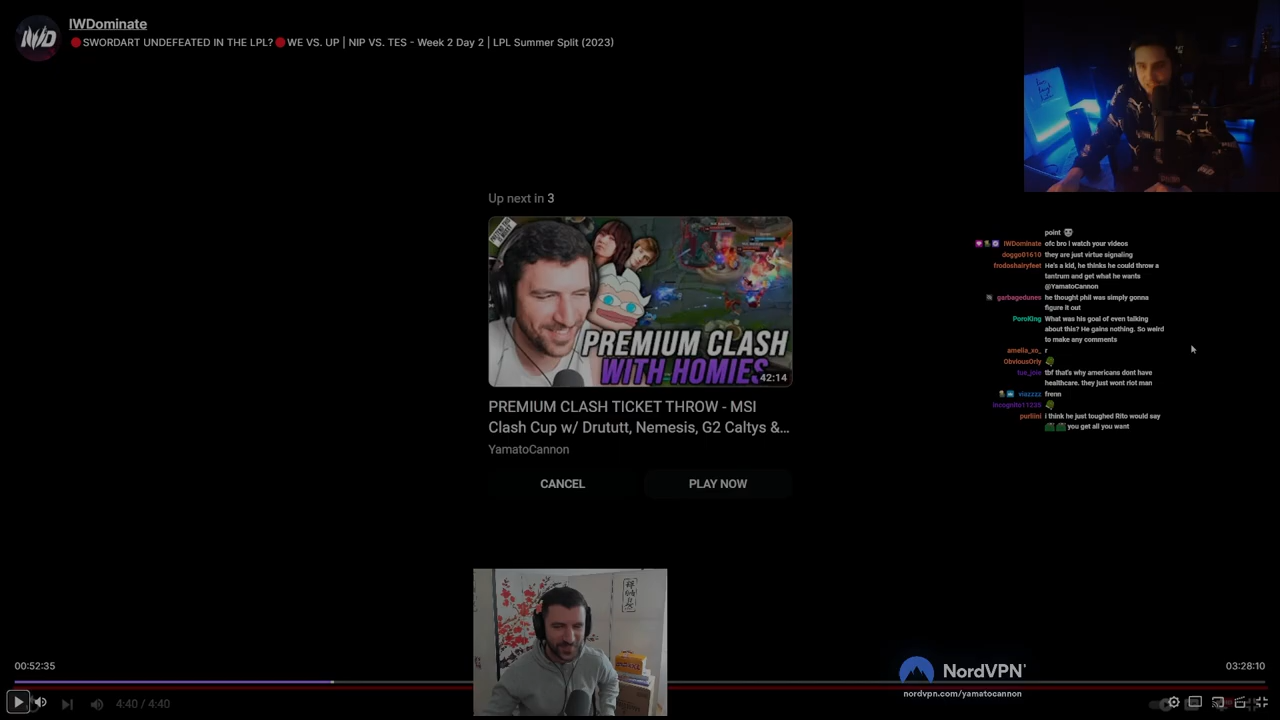 IWDominate
SWORDART UNDEFEATED IN THE LPL? WE VS. UP | NIP VS. TES - Week 2 Day 2 | LPL Summer Split (2023)
Up next in 3
PREMIUM CLASH
WITH HOMIES
42:14
PREMIUM CLASH TICKET THROW - MSI
Clash Cup w/ Drututt, Nemesis, G2 Caltys &...
YamatoCannon
CANCEL
PLAY NOW
point
IWDominate ofc bro I watch your videos
doggo01610 they are just virtue signaling
frodoshairyfeet He's a kid, he thinks he could throw a
tantrum and get what he wants
@YamatoCannon
garbagedunes he thought phil was simply gonna
figure it out
PoroKing What was his goal of even talking
about this? He gains nothing. So weird
to make any comments
amelia_xo_ r
ObviousOrly
tbf that's why americans dont have
healthcare. they just wont riot man
viozzzz frenn
incognite11235
purlini i think he just toughed Rito would say
you get all you want
00:52:35
03:28:10
NordVPN
nordvpn.com/yamatocannon
4:40 / 4:40